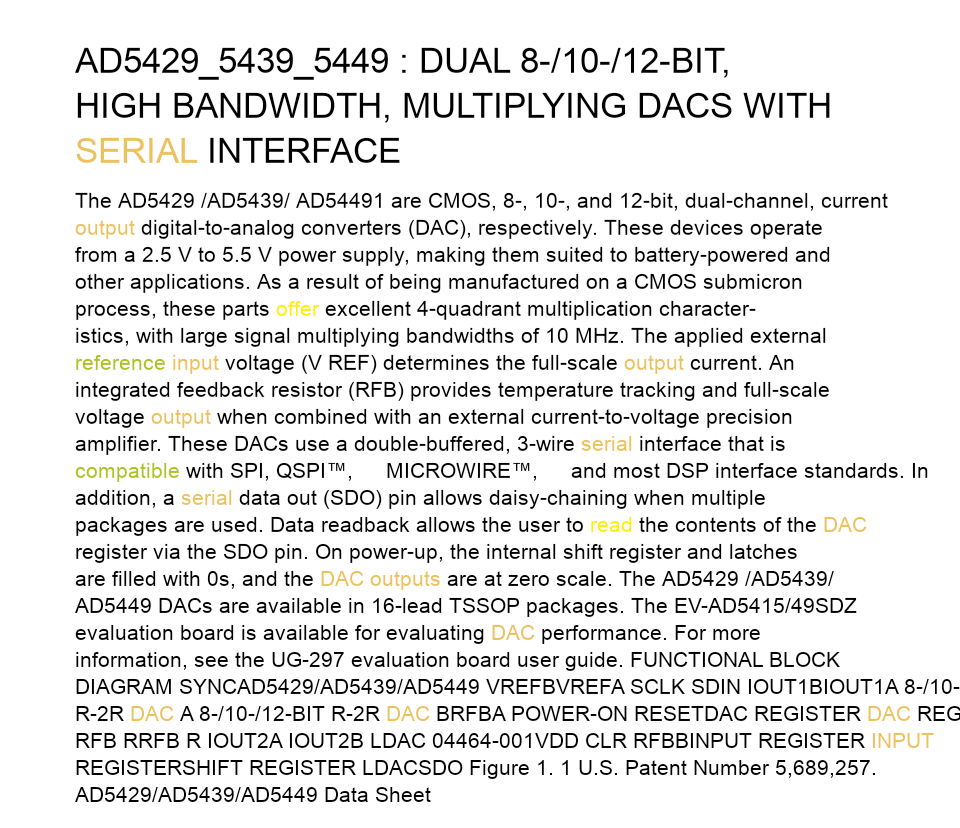 AD5429_5439_5449 : DUAL 8-/10-/12-BIT,
HIGH BANDWIDTH, MULTIPLYING DACS WITH
SERIAL INTERFACE
The AD5429 /AD5439/ AD54491 are CMOS, 8-, 10-, and 12-bit, dual-channel, current
output digital-to-analog converters (DAC), respectively. These devices operate
from a 2.5 V to 5.5 V power supply, making them suited to battery-powered and
other applications. As a result of being manufactured on a CMOS submicron
process, these parts offer excellent 4-quadrant multiplication character-
istics, with large signal multiplying bandwidths of 10 MHz. The applied external
reference input voltage (V REF) determines the full-scale output current. An
integrated feedback resistor (RFB) provides temperature tracking and full-scale
voltage output when combined with an external current-to-voltage precision
amplifier. These DACs use a double-buffered, 3-wire serial interface that is
compatible with SPI, QSPI™, MICROWIRE™, and most DSP interface standards. In
addition, a serial data out (SDO) pin allows daisy-chaining when multiple
packages are used. Data readback allows the user to read the contents of the DAC
register via the SDO pin. On power-up, the internal shift register and latches
are filled with 0s, and the DAC outputs are at zero scale. The AD5429 /AD5439/
AD5449 DACs are available in 16-lead TSSOP packages. The EV-AD5415/49SDZ
evaluation board is available for evaluating DAC performance. For more
information, see the UG-297 evaluation board user guide. FUNCTIONAL BLOCK
DIAGRAM SYNCAD5429/AD5439/AD5449 VREFBVREFA SCLK SDIN IOUT1BIOUT1A 8-/10-
R-2R DAC A 8-/10-/12-BIT R-2R DAC BRFBA POWER-ON RESETDAC REGISTER DAC REG
RFB RRFB R IOUT2A IOUT2B LDAC 04464-001VDD CLR RFBBINPUT REGISTER INPUT
REGISTERSHIFT REGISTER LDACSDO Figure 1. 1 U.S. Patent Number 5,689,257.
AD5429/AD5439/AD5449 Data Sheet